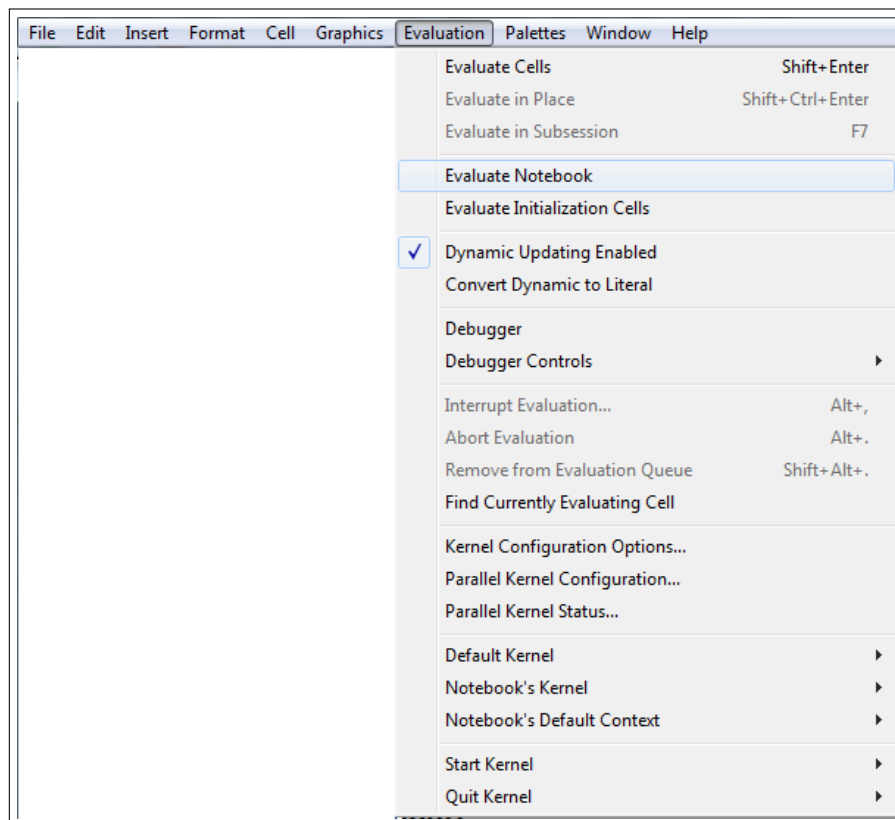 File Edit Insert Format Cell Graphics Evaluation Palettes Window Help
Evaluate Cells Shift+Enter
Evaluate in Place Shift+Ctrl+Enter
Evaluate in Subsession F7
Evaluate Notebook
Evaluate Initialization Cells
Dynamic Updating Enabled
Convert Dynamic to Literal
Debugger
Debugger Controls
Interrupt Evaluation... Alt+,
Abort Evaluation Alt+.
Remove from Evaluation Queue Shift+Alt+.
Find Currently Evaluating Cell
Kernel Configuration Options...
Parallel Kernel Configuration...
Parallel Kernel Status...
Default Kernel
Notebook's Kernel
Notebook's Default Context
Start Kernel
Quit Kernel